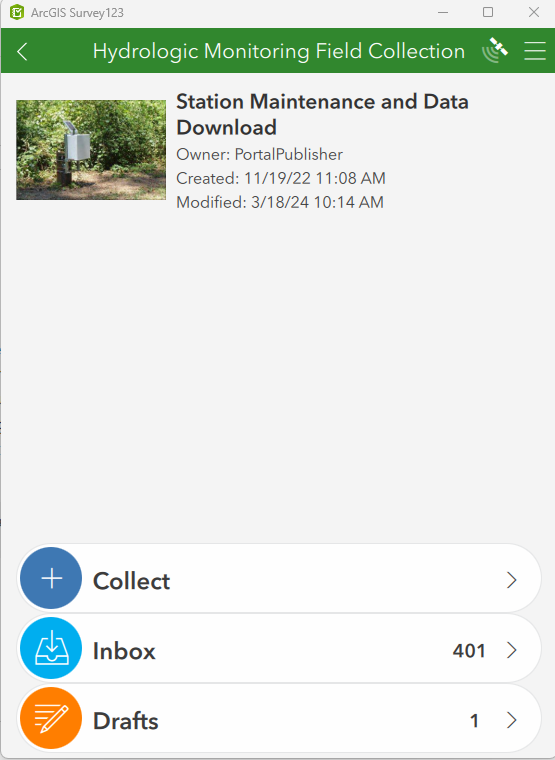 ArcGIS Survey123
Hydrologic Monitoring Field Collection
Station Maintenance and Data
Download
Owner: PortalPublisher
Created: 11/19/22 11:08 AM
Modified: 3/18/24 10:14 AM
Collect
Inbox 401
Drafts 1